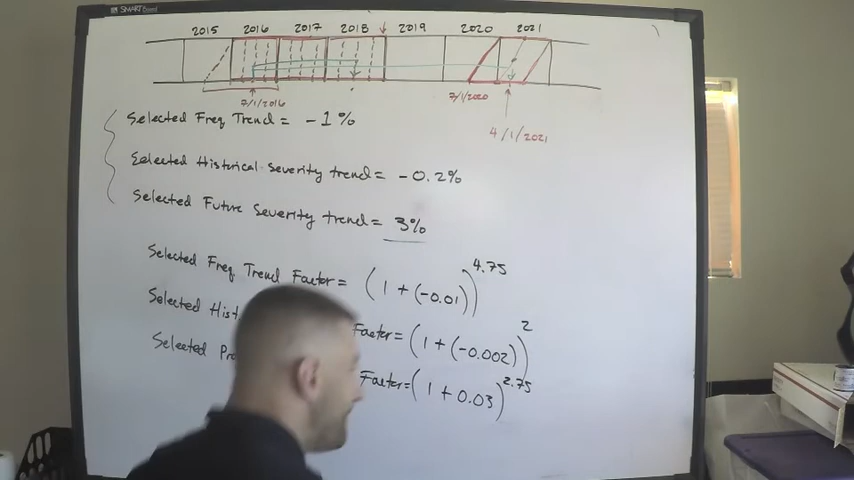 SMART Board
2015 2016 2017 2018 2019 2020 2021
7/1/2016 7/1/2020
4/1/2021
Selected Freq Trend = -1%
Selected Historical Severity trend = -0.2%
Selected Future Severity trend = 3%
Selected Freq Trend Factor = (1 + (-0.01))^4.75
Selected Hist Factor = (1 + (-0.002))^2
Selected Pro Factor = (1 + 0.03)^2.75